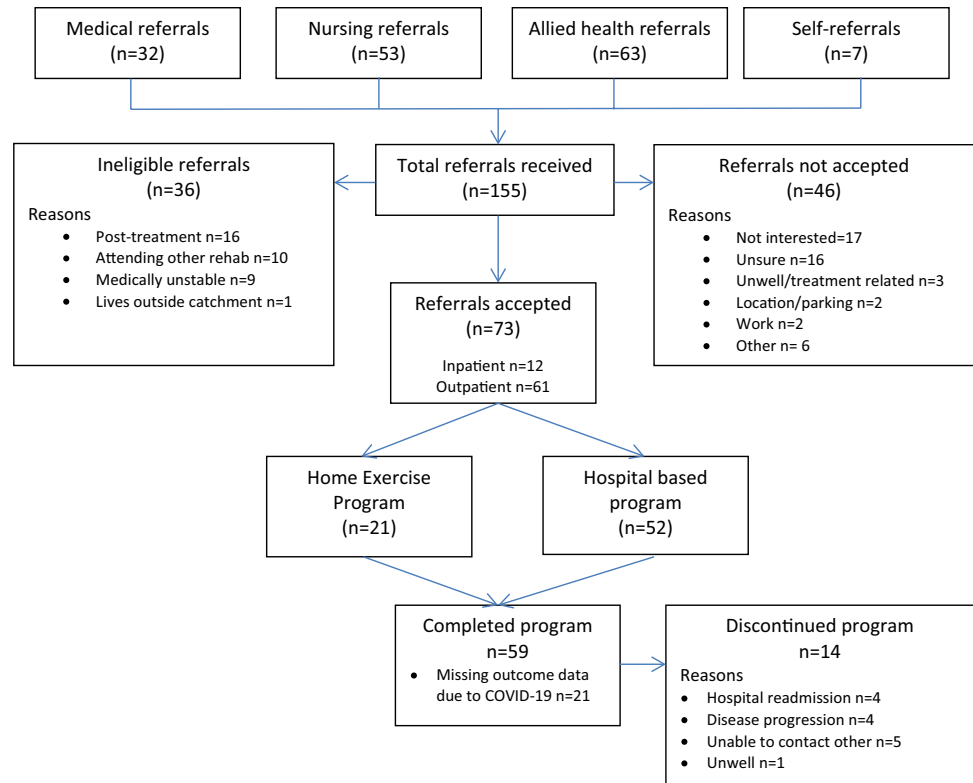 Medical referrals
(n=32)
Nursing referrals
(n=53)
Allied health referrals
(n=63)
Self-referrals
(n=7)
Ineligible referrals
(n=36)
Reasons
• Post-treatment n=16
• Attending other rehab n=10
• Medically unstable n=9
• Lives outside catchment n=1
Total referrals received
(n=155)
Referrals not accepted
(n=46)
Reasons
• Not interested=17
• Unsure n=16
• Unwell/treatment related n=3
• Location/parking n=2
• Work n=2
• Other n= 6
Referrals accepted
(n=73)
Inpatient n=12
Outpatient n=61
Home Exercise
Program
(n=21)
Hospital based
program
(n=52)
Completed program
n=59
• Missing outcome data
due to COVID-19 n=21
Discontinued program
n=14
Reasons
• Hospital readmission n=4
• Disease progression n=4
• Unable to contact other n=5
• Unwell n=1